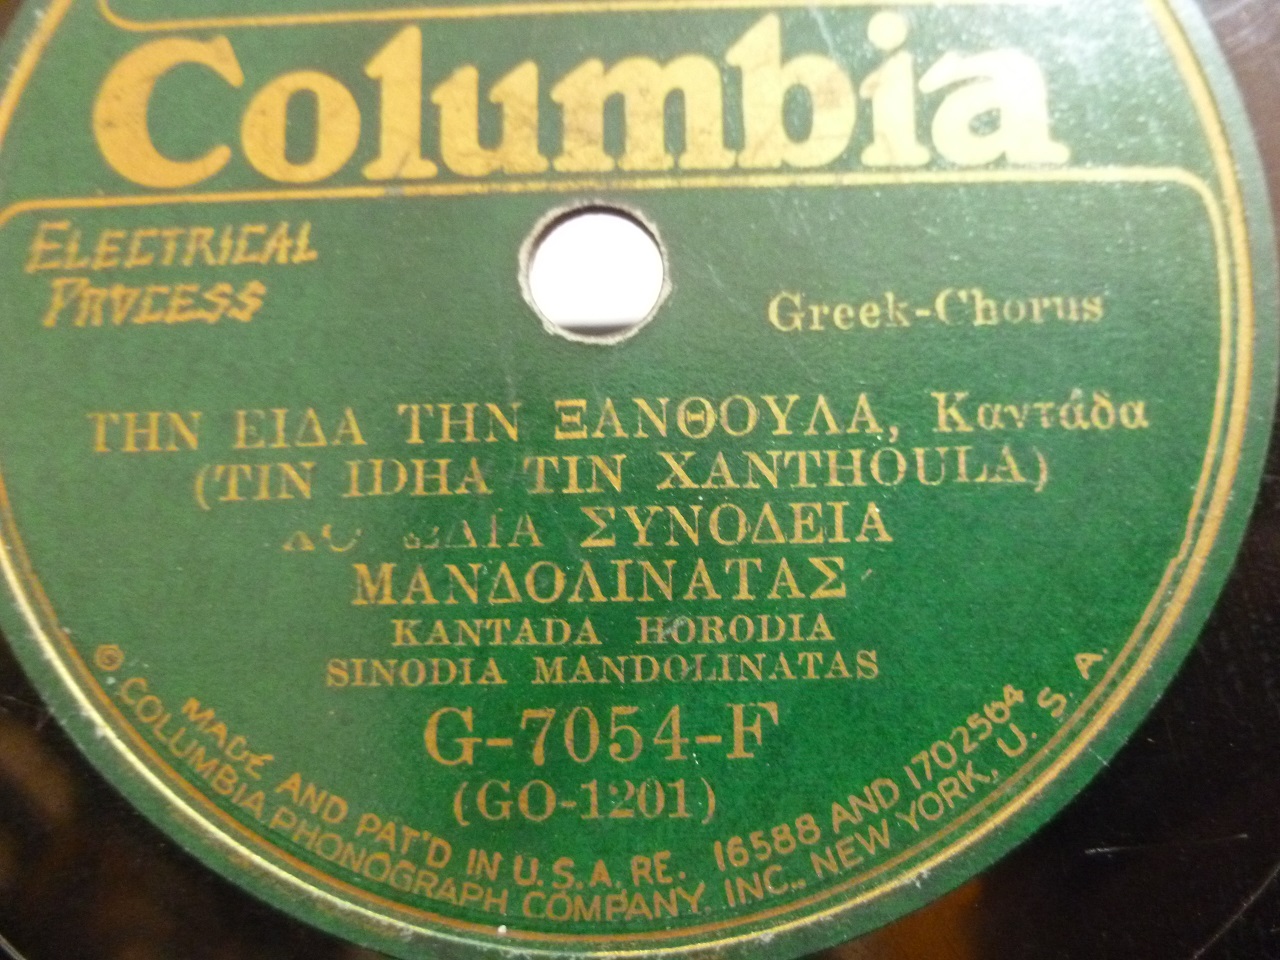 Columbia
ELECTRICAL
PROCESS
Greek-Chorus
ΤΗΝ ΕΙΔΑ ΤΗΝ ΞΑΝΘΟΥΛΑ, Καντάδα
(TIN IDHA TIN XANTHOULA)
ΣΥΝΟΔΕΙΑ
ΜΑΝΔΟΛΙΝΑΤΑΣ
KANTADA HORODIA
SINODIA MANDOLINATAS
G-7054-F
(GO-1201)
MADE AND PAT'D IN U.S.A. RE. 16588 AND 1702564
© COLUMBIA PHONOGRAPH COMPANY, INC., NEW YORK, U. S. A.